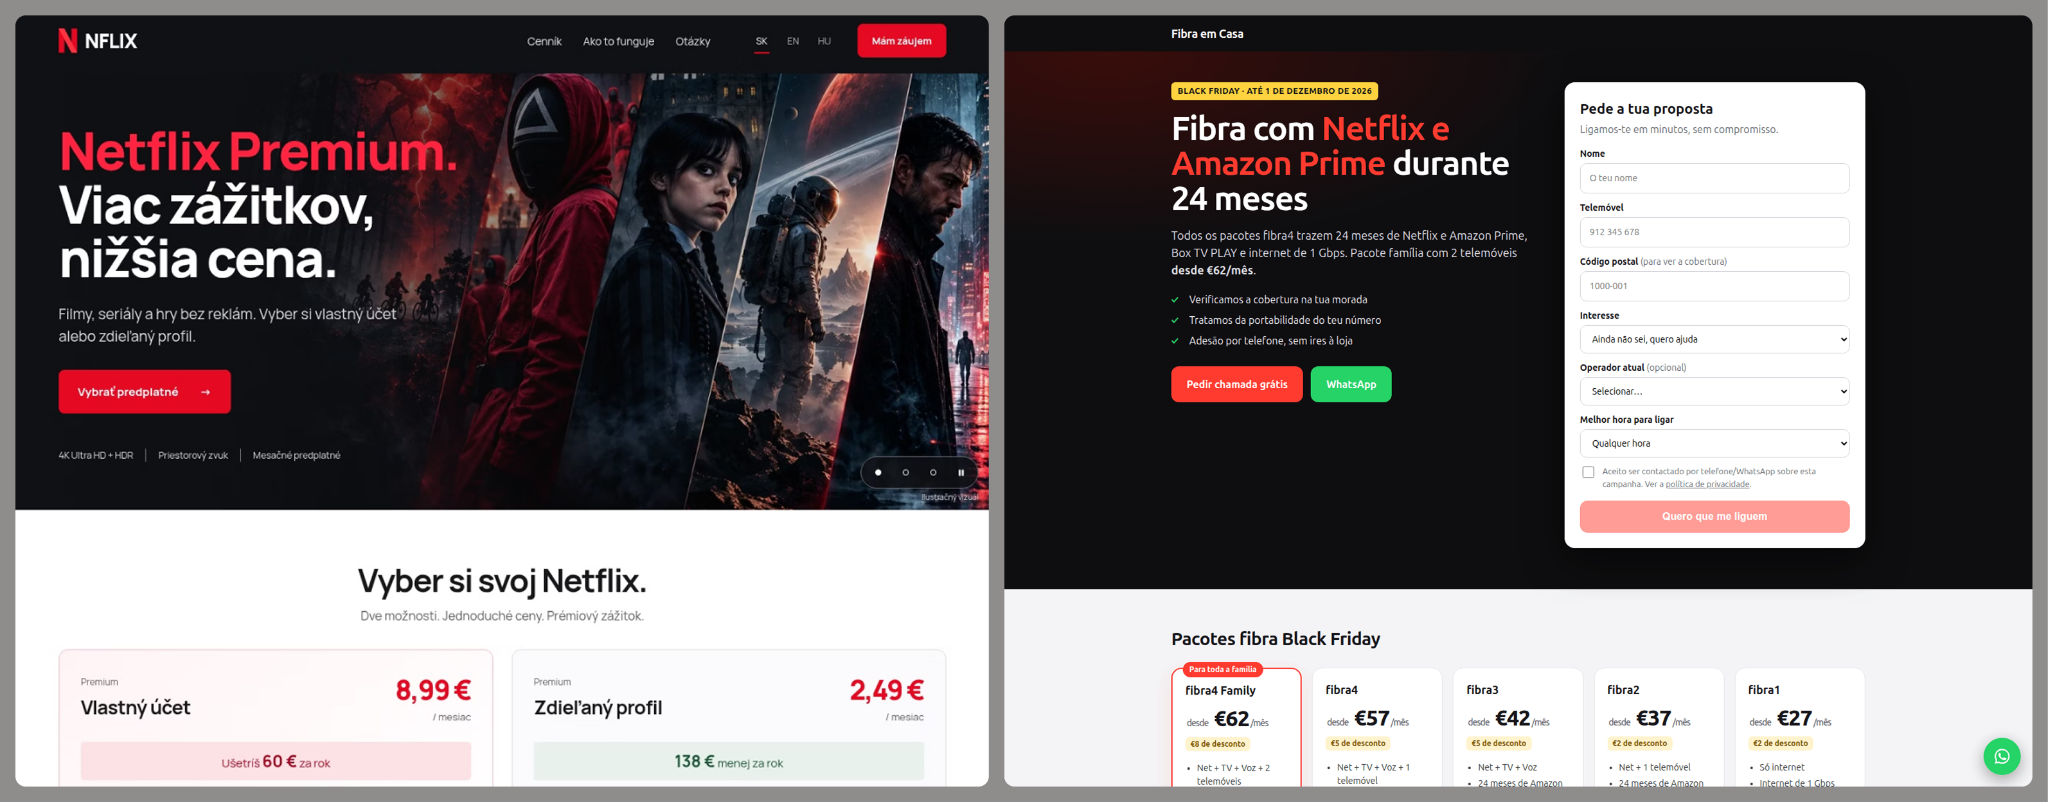 NFLIX
Cenník
Ako to funguje
Otázky
SK
EN
HU
Mám záujem
Netflix Premium.
Viac zážitkov,
nižšia cena.
Filmy, seriály a hry bez reklám. Vyber si vlastný účet
alebo zdieľaný profil.
Vybrať predplatné →
4K Ultra HD + HDR
Priestorový zvuk
Mesačné predplatné
Ilustračný vizuál
Vyber si svoj Netflix.
Dve možnosti. Jednoduché ceny. Prémiový zážitok.
Premium
Vlastný účet
8,99 €
/ mesiac
Ušetríš 60 € za rok
Premium
Zdieľaný profil
2,49 €
/ mesiac
138 € menej za rok
Fibra em Casa
BLACK FRIDAY · ATÉ 1 DE DEZEMBRO DE 2026
Fibra com Netflix e
Amazon Prime durante
24 meses
Todos os pacotes fibra4 trazem 24 meses de Netflix e Amazon Prime,
Box TV PLAY e internet de 1 Gbps. Pacote família com 2 telemóveis
desde €62/mês.
Verificamos a cobertura na tua morada
Tratamos da portabilidade do teu número
Adesão por telefone, sem ires à loja
Pedir chamada grátis
WhatsApp
Pede a tua proposta
Ligamos-te em minutos, sem compromisso.
Nome
O teu nome
Telemóvel
912 345 678
Código postal (para ver a cobertura)
1000-001
Interesse
Ainda não sei, quero ajuda
Operador atual (opcional)
Selecionar...
Melhor hora para ligar
Qualquer hora
Aceito ser contactado por telefone/WhatsApp sobre esta
campanha. Ver a política de privacidade.
Quero que me liguem
Pacotes fibra Black Friday
Para toda a família
fibra4 Family
desde €62/mês
€8 de desconto
• Net + TV + Voz + 2
telemóveis
fibra4
desde €57/mês
€5 de desconto
• Net + TV + Voz + 1
telemóvel
fibra3
desde €42/mês
€5 de desconto
• Net + TV + Voz
• 24 meses de Amazon
fibra2
desde €37/mês
€2 de desconto
• Net + 1 telemóvel
• 24 meses de Amazon
fibra1
desde €27/mês
€2 de desconto
• Só internet
• Internet de 1 Gbps